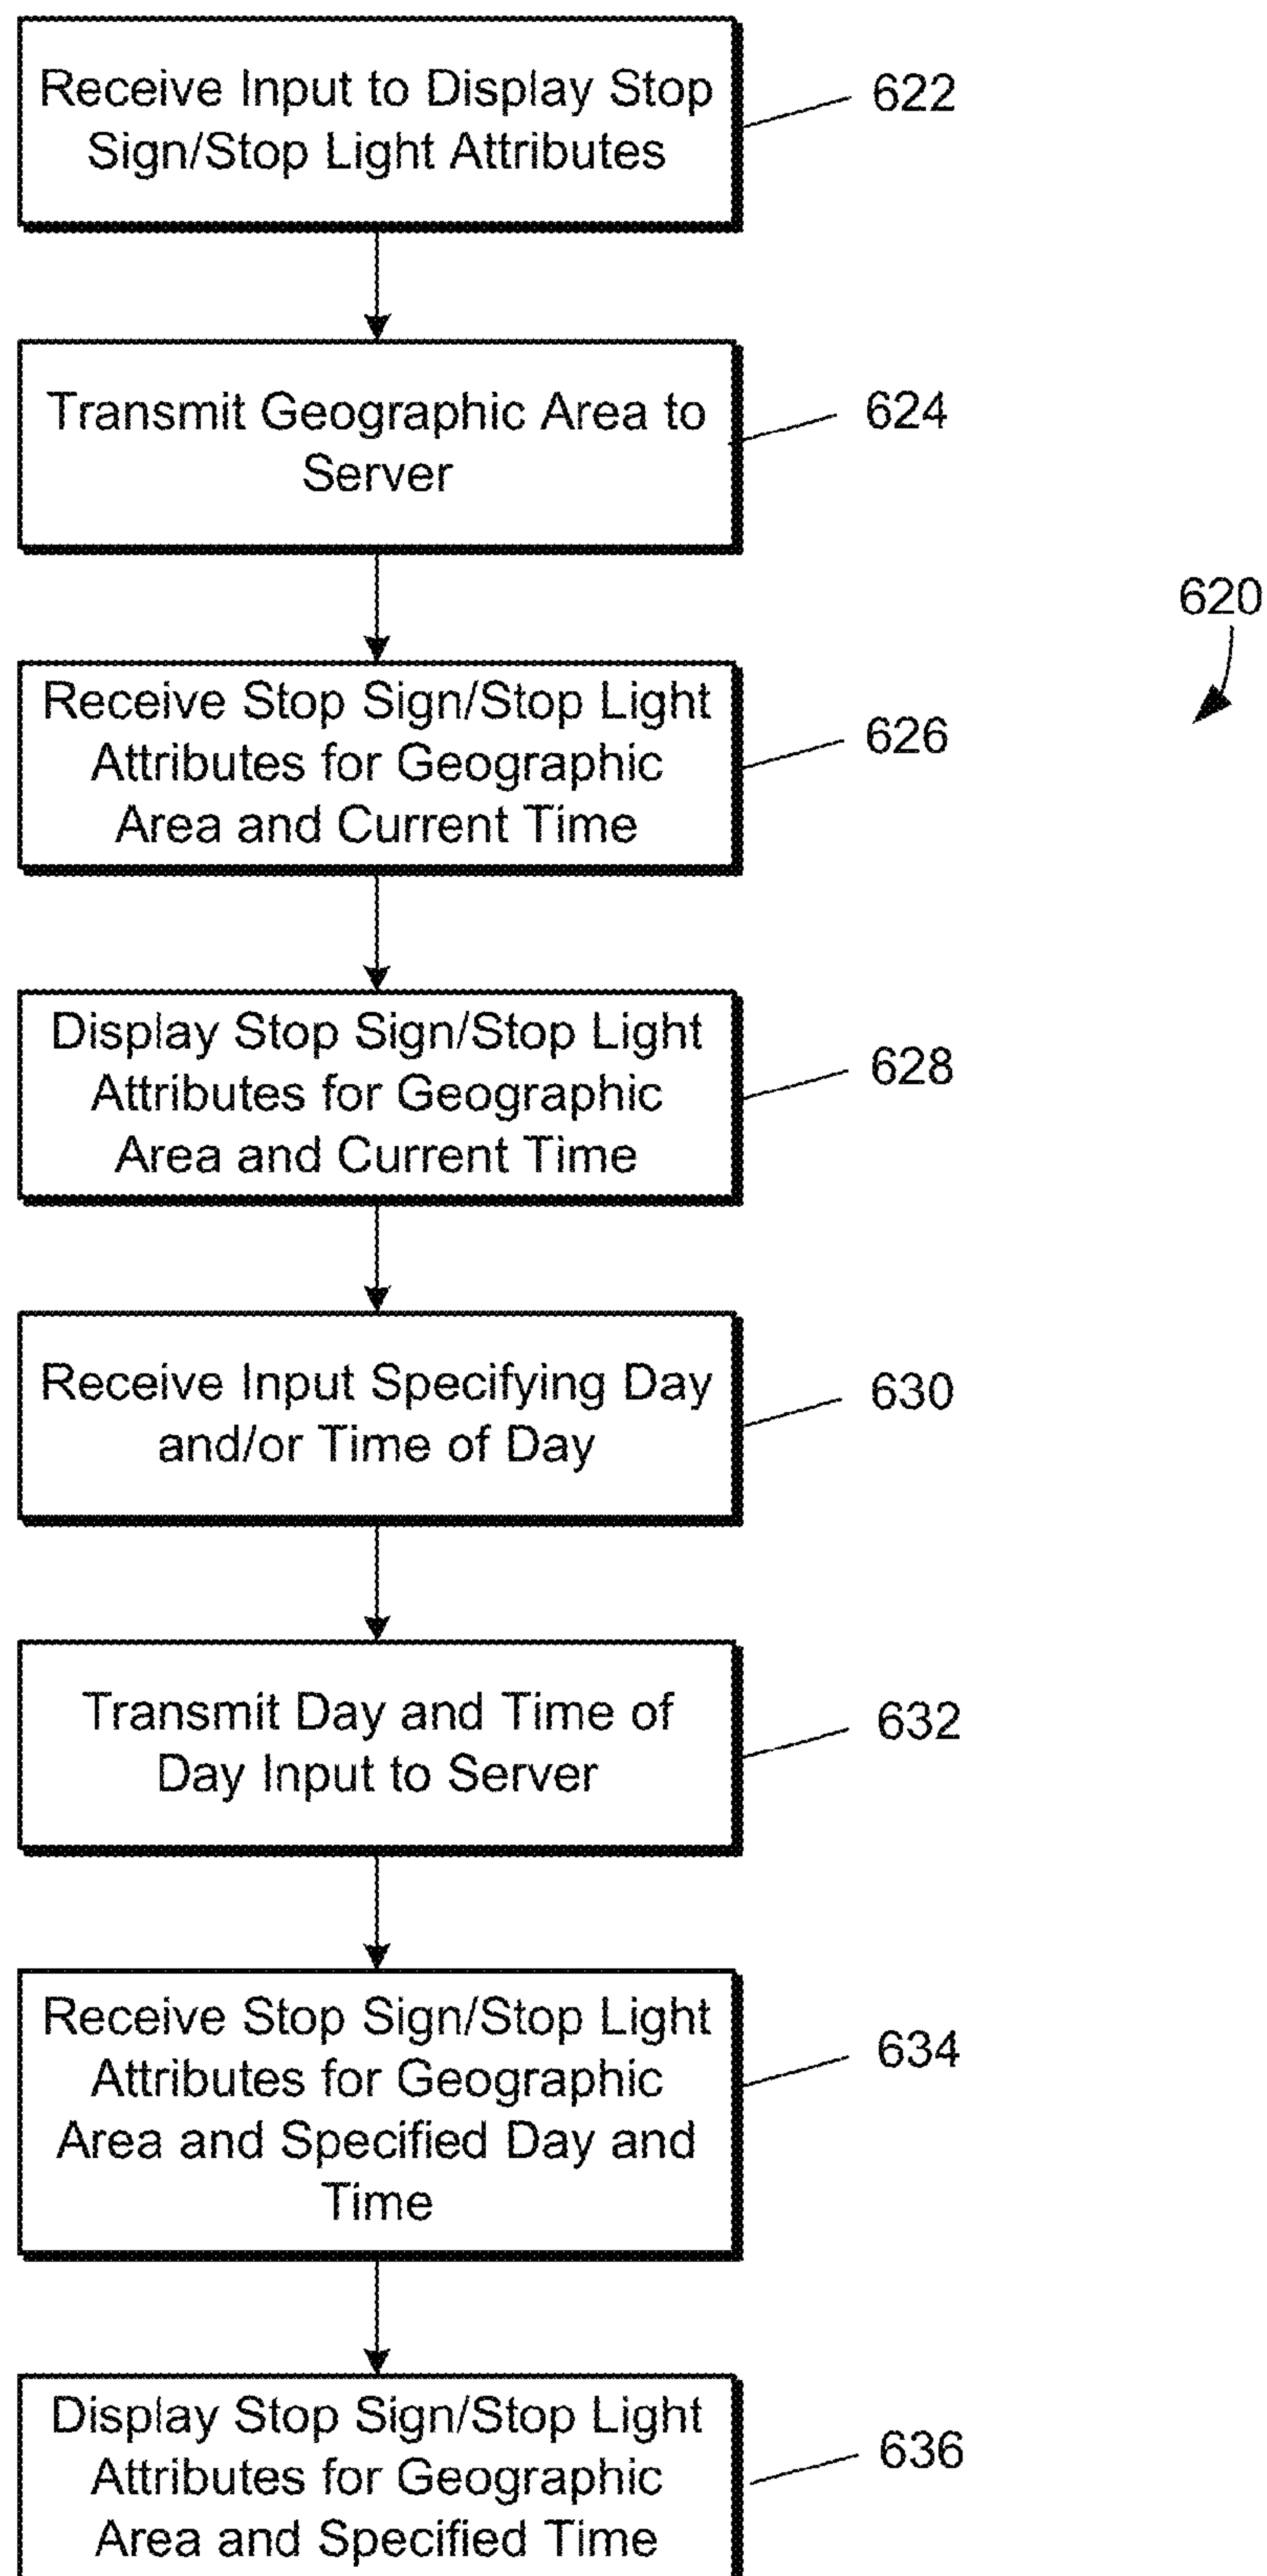 Receive Input to Display Stop
Sign/Stop Light Attributes
622
Transmit Geographic Area to
Server
624
620
Receive Stop Sign/Stop Light
Attributes for Geographic
Area and Current Time
626
Display Stop Sign/Stop Light
Attributes for Geographic
Area and Current Time
628
Receive Input Specifying Day
and/or Time of Day
630
Transmit Day and Time of
Day Input to Server
632
Receive Stop Sign/Stop Light
Attributes for Geographic
Area and Specified Day and
Time
634
Display Stop Sign/Stop Light
Attributes for Geographic
Area and Specified Time
636